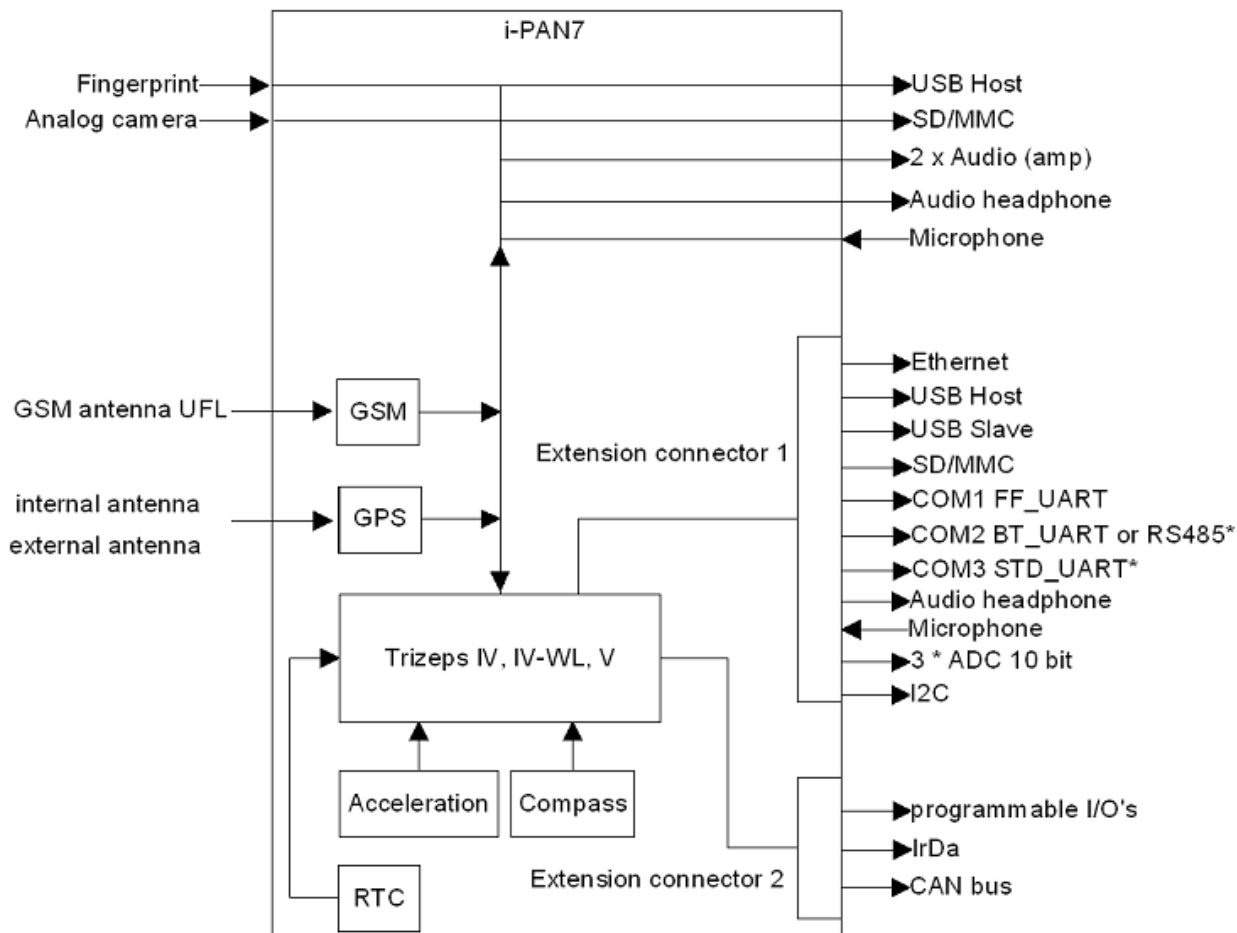 i-PAN7
Fingerprint
Analog camera
USB Host
SD/MMC
2 x Audio (amp)
Audio headphone
Microphone
GSM antenna UFL
GSM
internal antenna
external antenna
GPS
Extension connector 1
Ethernet
USB Host
USB Slave
SD/MMC
COM1 FF_UART
COM2 BT_UART or RS485*
COM3 STD_UART*
Audio headphone
Microphone
3 * ADC 10 bit
I2C
Trizeps IV, IV-WL, V
Acceleration
Compass
RTC
Extension connector 2
programmable I/O's
IrDa
CAN bus